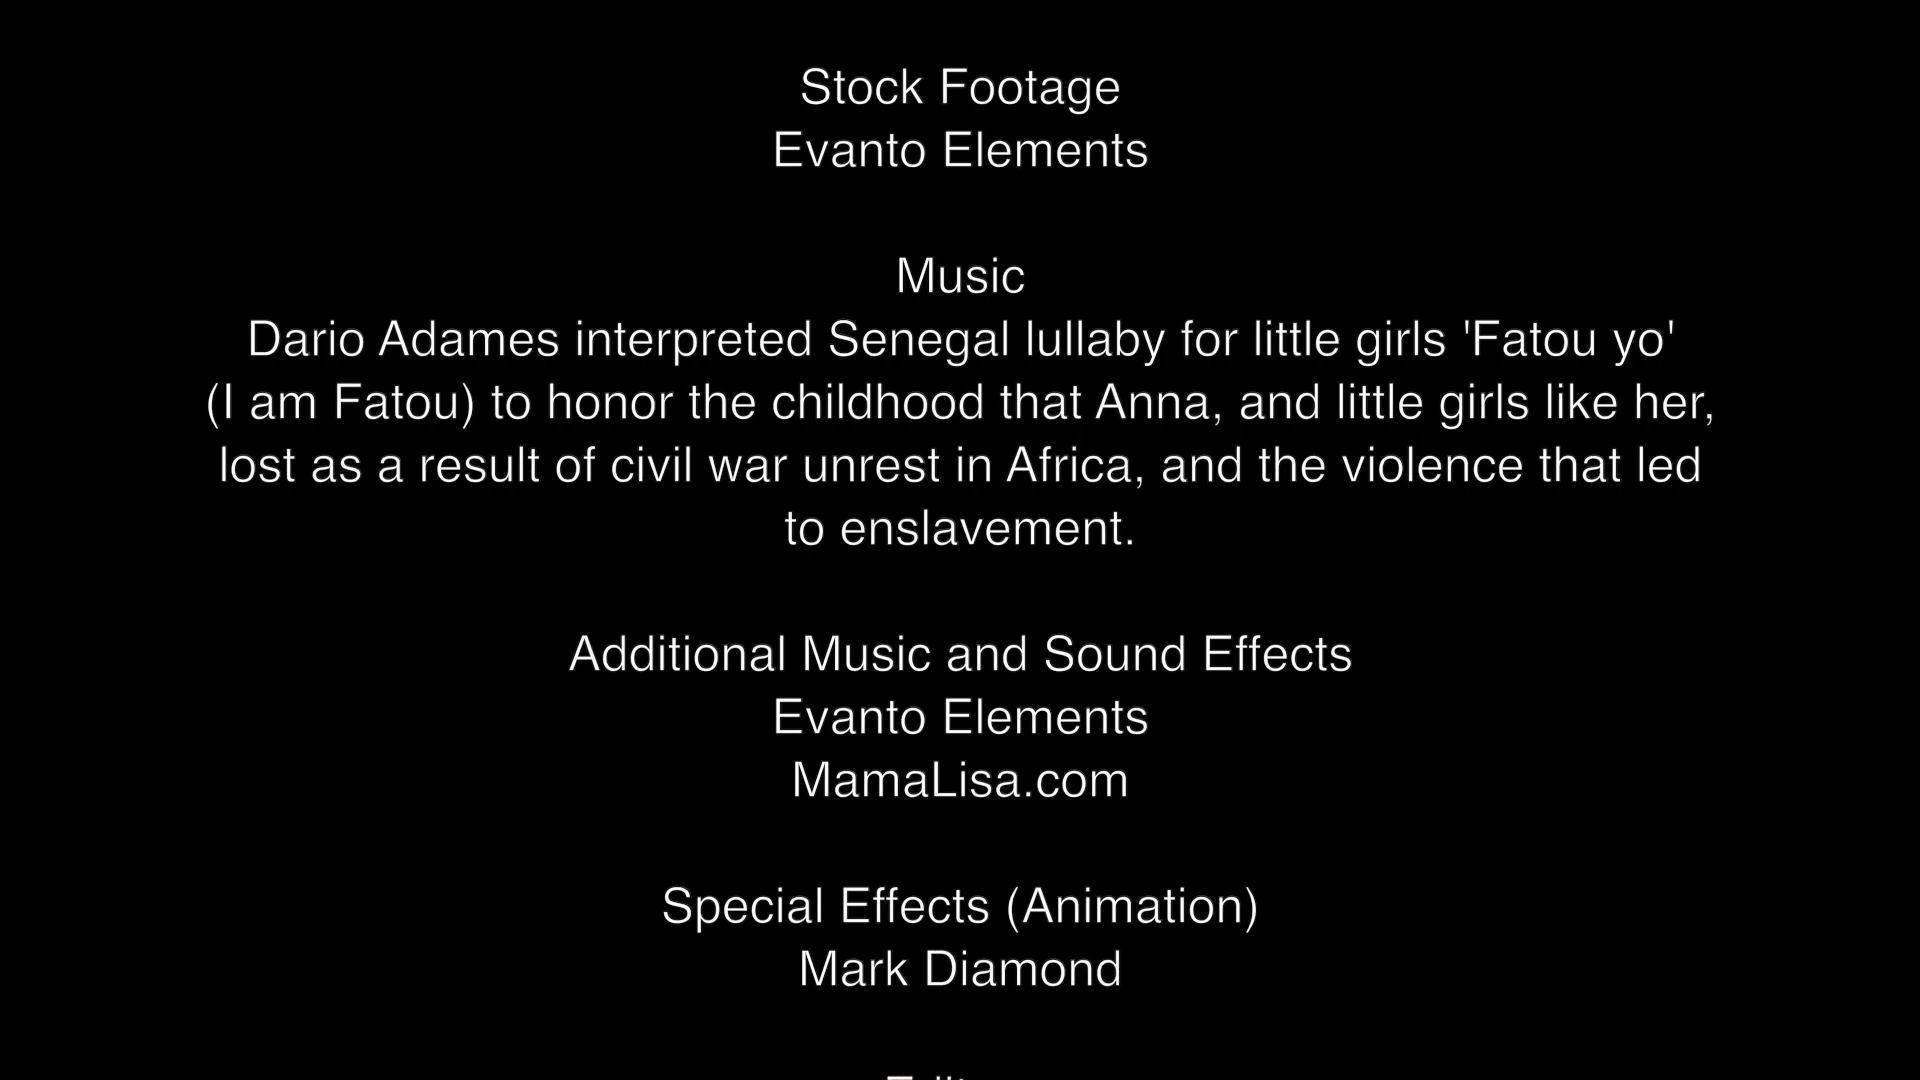 Stock Footage
Evanto Elements
Music
Dario Adames interpreted Senegal lullaby for little girls 'Fatou yo'
(I am Fatou) to honor the childhood that Anna, and little girls like her,
lost as a result of civil war unrest in Africa, and the violence that led
to enslavement.
Additional Music and Sound Effects
Evanto Elements
MamaLisa.com
Special Effects (Animation)
Mark Diamond